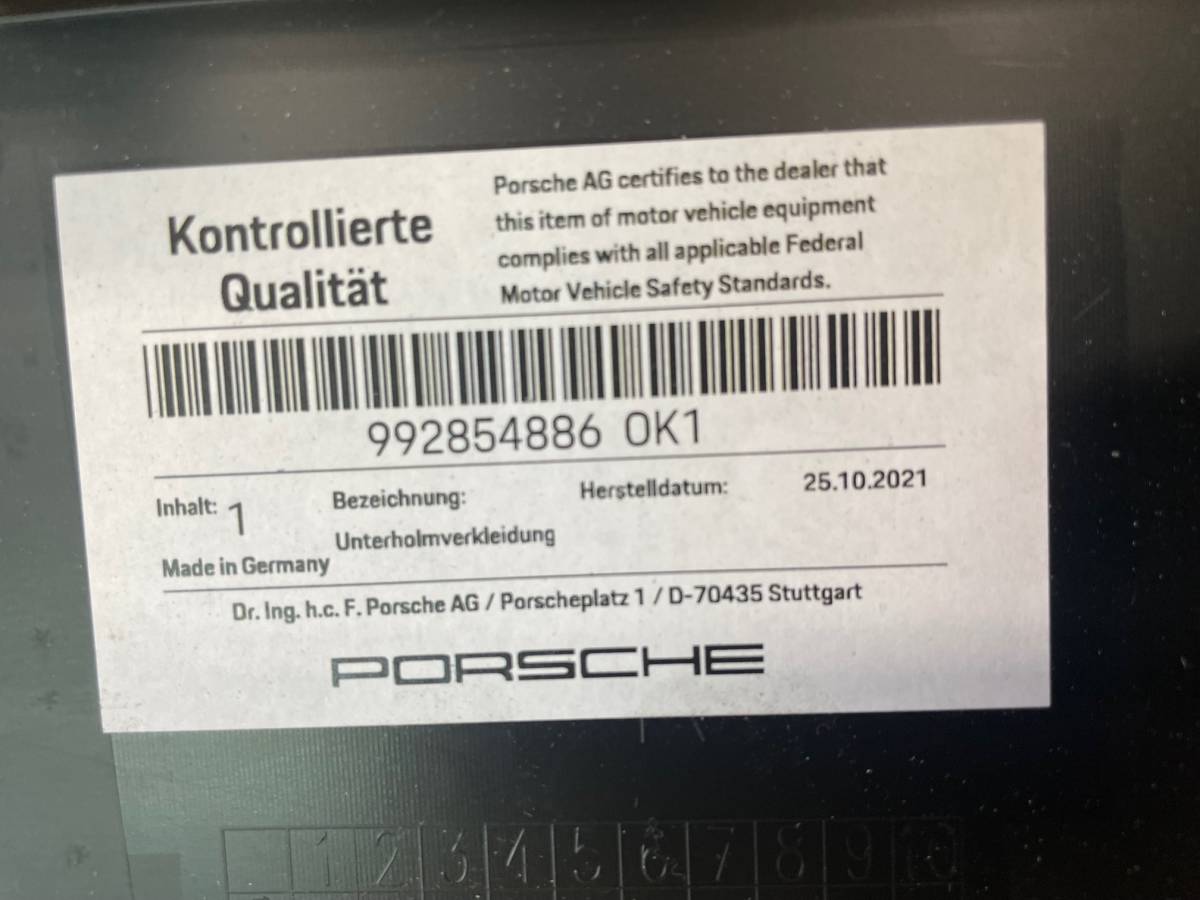 Kontrollierte
Qualität
Porsche AG certifies to the dealer that
this item of motor vehicle equipment
complies with all applicable Federal
Motor Vehicle Safety Standards.
992854886 OK1
Inhalt: 1
Bezeichnung:
Unterholmverkleidung
Herstelldatum: 25.10.2021
Made in Germany
Dr. Ing. h.c. F. Porsche AG / Porscheplatz 1 / D-70435 Stuttgart
PORSCHE
1 2 3 4 5 6 7 8 9 10